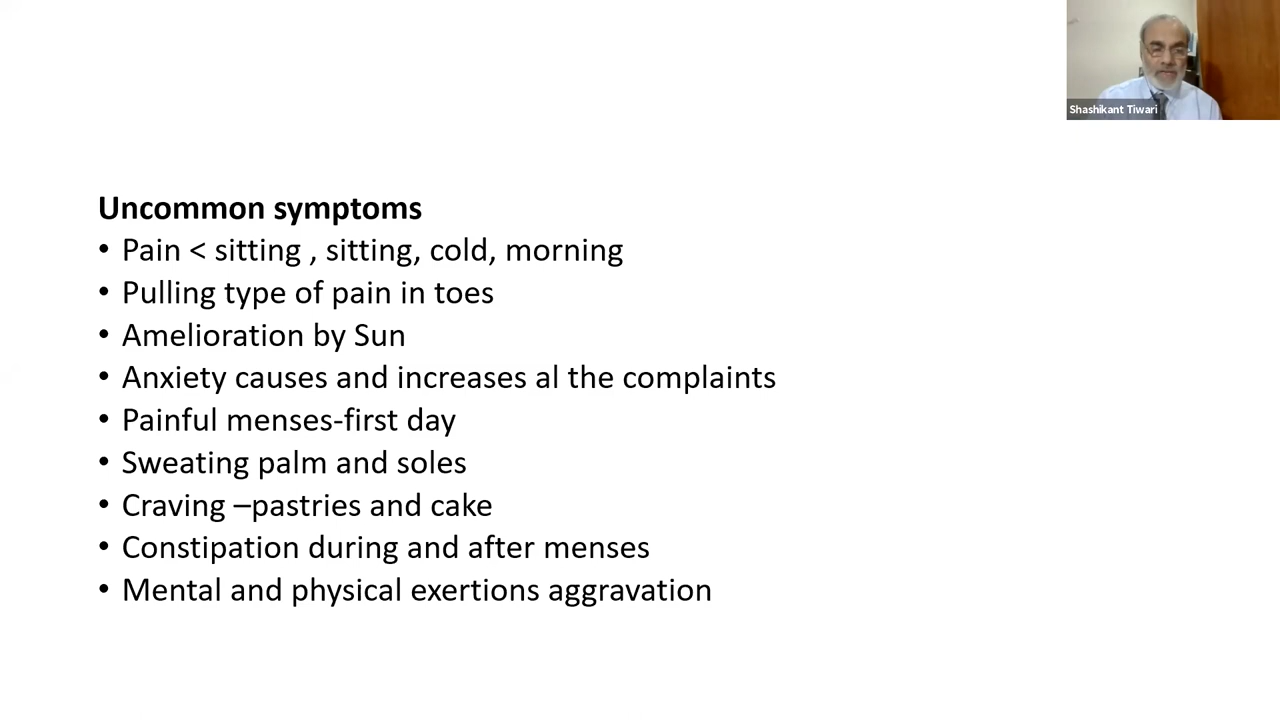 Shashikant Tiwari
Uncommon symptoms
• Pain < sitting , sitting, cold, morning
• Pulling type of pain in toes
• Amelioration by Sun
• Anxiety causes and increases al the complaints
• Painful menses-first day
• Sweating palm and soles
• Craving –pastries and cake
• Constipation during and after menses
• Mental and physical exertions aggravation